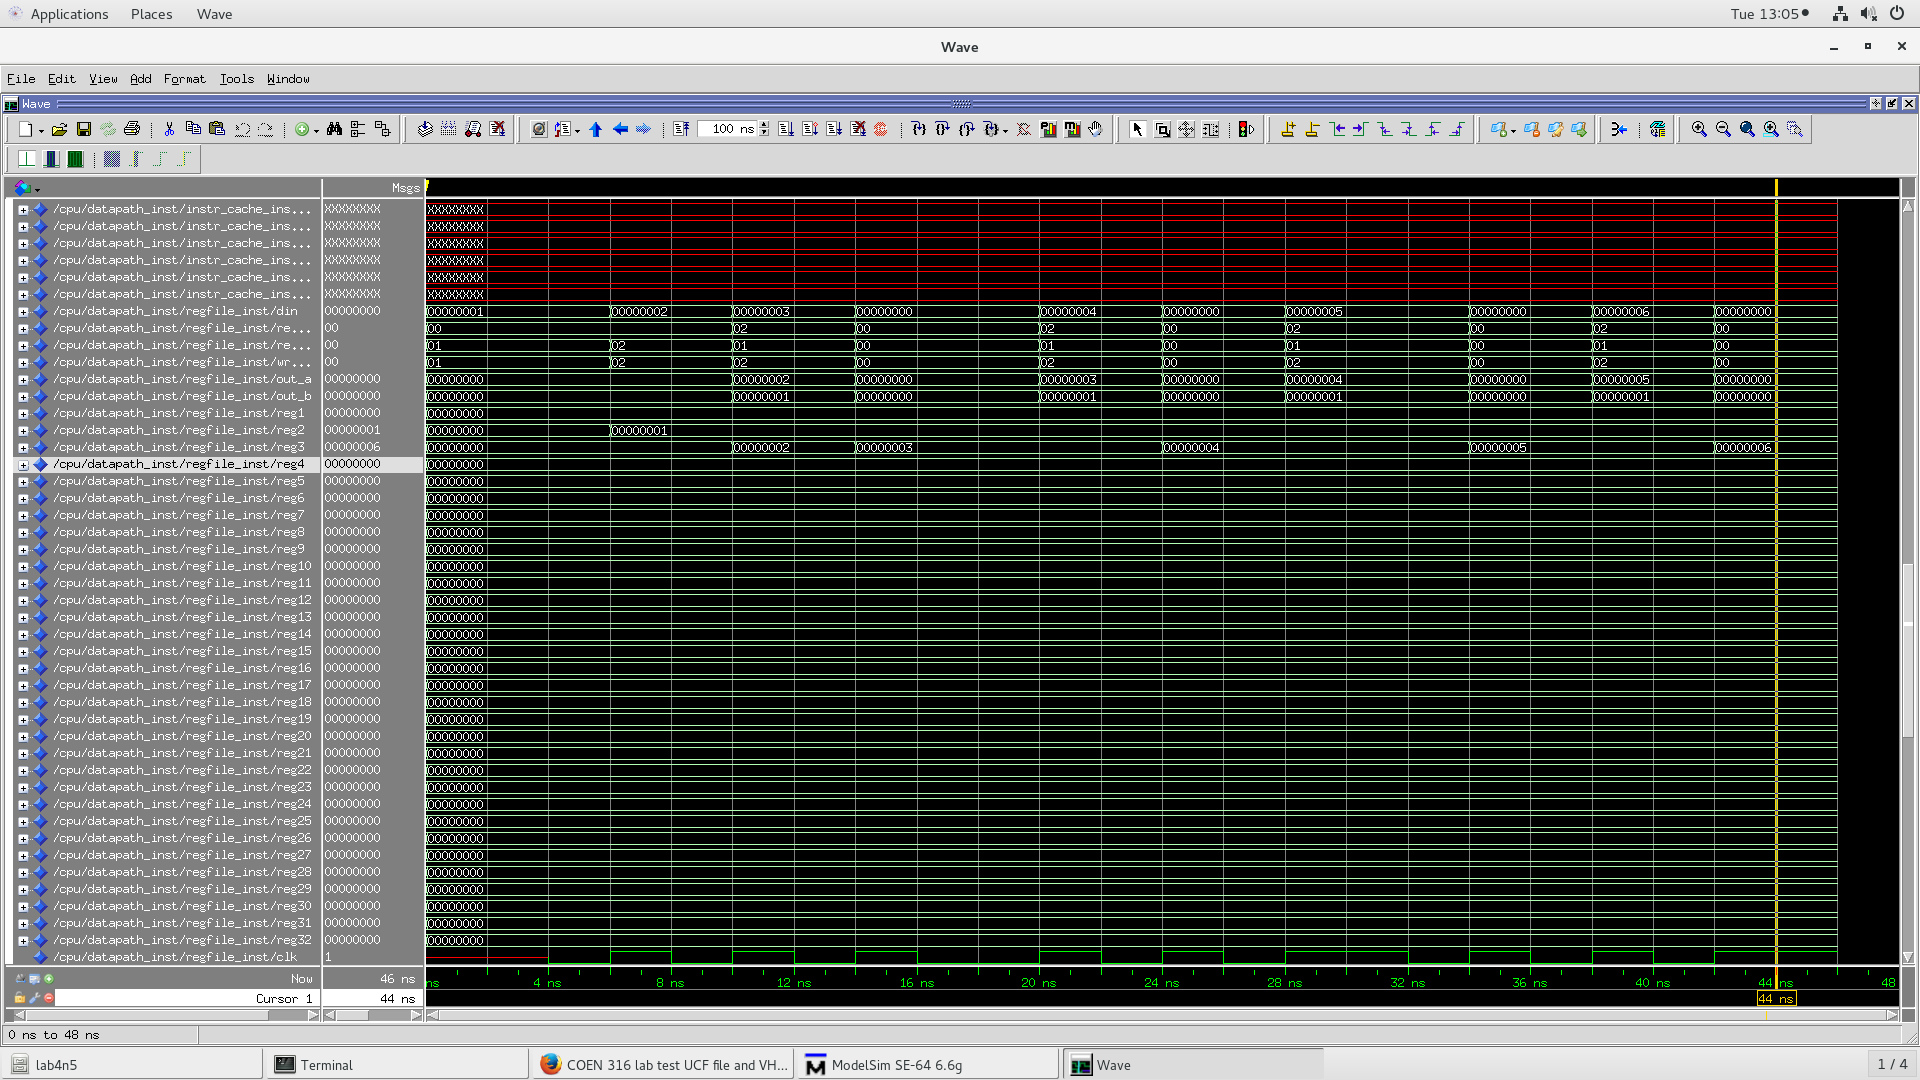 Applications Places Wave Tue 13:05
Wave
File Edit View Add Format Tools Window
Wave
100 ns
Msgs
/cpu/datapath_inst/instr_cache_ins... XXXXXXXX XXXXXXXX
/cpu/datapath_inst/instr_cache_ins... XXXXXXXX XXXXXXXX
/cpu/datapath_inst/instr_cache_ins... XXXXXXXX XXXXXXXX
/cpu/datapath_inst/instr_cache_ins... XXXXXXXX XXXXXXXX
/cpu/datapath_inst/instr_cache_ins... XXXXXXXX XXXXXXXX
/cpu/datapath_inst/instr_cache_ins... XXXXXXXX XXXXXXXX
/cpu/datapath_inst/regfile_inst/din 00000000 00000001 00000002 00000003 00000000 00000004 00000000 00000005 00000000 00000006 00000000
/cpu/datapath_inst/regfile_inst/re... 00 00 02 00 02 00 02 00 02 00
/cpu/datapath_inst/regfile_inst/re... 00 01 02 01 00 01 00 01 00 01 00
/cpu/datapath_inst/regfile_inst/wr... 00 01 02 02 00 02 00 02 00 02 00
/cpu/datapath_inst/regfile_inst/out_a 00000000 00000000 00000002 00000000 00000003 00000000 00000004 00000000 00000005 00000000
/cpu/datapath_inst/regfile_inst/out_b 00000000 00000000 00000001 00000000 00000001 00000000 00000001 00000000 00000001 00000000
/cpu/datapath_inst/regfile_inst/reg1 00000000 00000000
/cpu/datapath_inst/regfile_inst/reg2 00000001 00000000 00000001
/cpu/datapath_inst/regfile_inst/reg3 00000006 00000000 00000002 00000003 00000004 00000005 00000006
/cpu/datapath_inst/regfile_inst/reg4 00000000 00000000
/cpu/datapath_inst/regfile_inst/reg5 00000000 00000000
/cpu/datapath_inst/regfile_inst/reg6 00000000 00000000
/cpu/datapath_inst/regfile_inst/reg7 00000000 00000000
/cpu/datapath_inst/regfile_inst/reg8 00000000 00000000
/cpu/datapath_inst/regfile_inst/reg9 00000000 00000000
/cpu/datapath_inst/regfile_inst/reg10 00000000 00000000
/cpu/datapath_inst/regfile_inst/reg11 00000000 00000000
/cpu/datapath_inst/regfile_inst/reg12 00000000 00000000
/cpu/datapath_inst/regfile_inst/reg13 00000000 00000000
/cpu/datapath_inst/regfile_inst/reg14 00000000 00000000
/cpu/datapath_inst/regfile_inst/reg15 00000000 00000000
/cpu/datapath_inst/regfile_inst/reg16 00000000 00000000
/cpu/datapath_inst/regfile_inst/reg17 00000000 00000000
/cpu/datapath_inst/regfile_inst/reg18 00000000 00000000
/cpu/datapath_inst/regfile_inst/reg19 00000000 00000000
/cpu/datapath_inst/regfile_inst/reg20 00000000 00000000
/cpu/datapath_inst/regfile_inst/reg21 00000000 00000000
/cpu/datapath_inst/regfile_inst/reg22 00000000 00000000
/cpu/datapath_inst/regfile_inst/reg23 00000000 00000000
/cpu/datapath_inst/regfile_inst/reg24 00000000 00000000
/cpu/datapath_inst/regfile_inst/reg25 00000000 00000000
/cpu/datapath_inst/regfile_inst/reg26 00000000 00000000
/cpu/datapath_inst/regfile_inst/reg27 00000000 00000000
/cpu/datapath_inst/regfile_inst/reg28 00000000 00000000
/cpu/datapath_inst/regfile_inst/reg29 00000000 00000000
/cpu/datapath_inst/regfile_inst/reg30 00000000 00000000
/cpu/datapath_inst/regfile_inst/reg31 00000000 00000000
/cpu/datapath_inst/regfile_inst/reg32 00000000 00000000
/cpu/datapath_inst/regfile_inst/clk 1
Now 46 ns ns 4 ns 8 ns 12 ns 16 ns 20 ns 24 ns 28 ns 32 ns 36 ns 40 ns 44 ns 48
Cursor 1 44 ns 44 ns
0 ns to 48 ns
lab4n5 Terminal COEN 316 lab test UCF file and VH... ModelSim SE-64 6.6g Wave 1 / 4